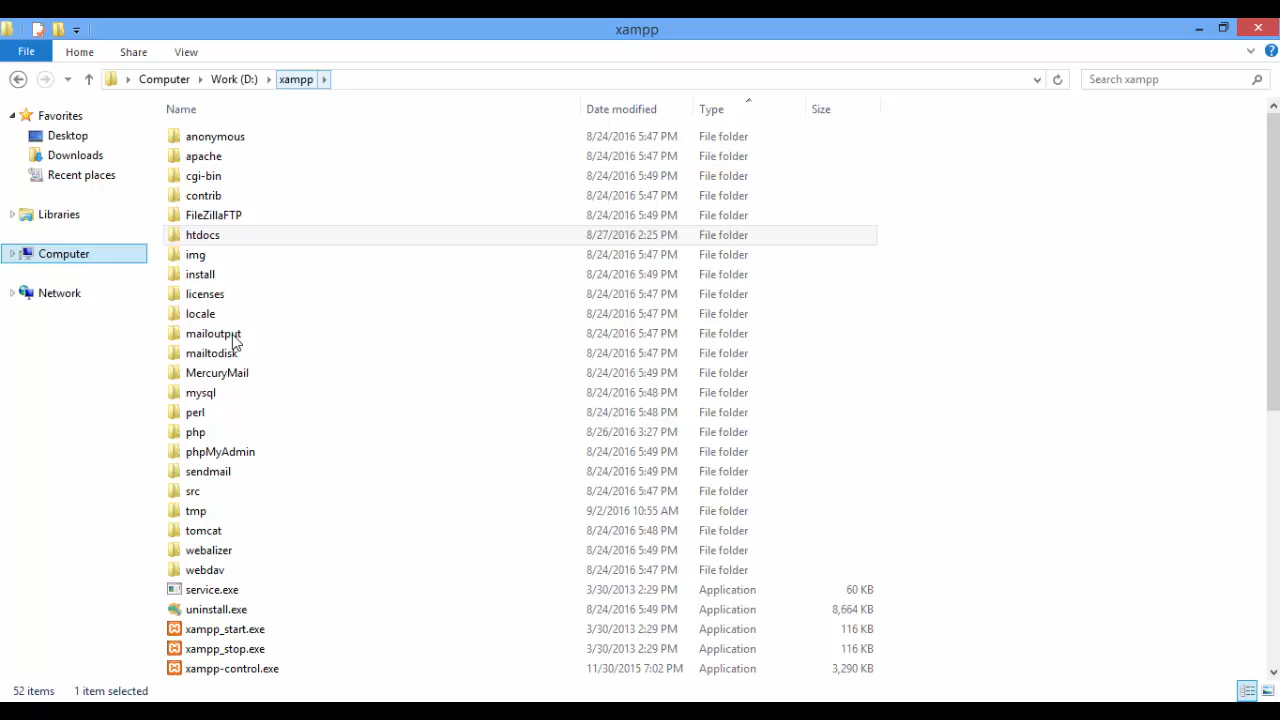 xampp
File Home Share View
Computer Work (D:) xampp Search xampp
Name Date modified Type Size
Favorites
Desktop
Downloads
Recent places
Libraries
Computer
Network
anonymous 8/24/2016 5:47 PM File folder
apache 8/24/2016 5:47 PM File folder
cgi-bin 8/24/2016 5:49 PM File folder
contrib 8/24/2016 5:47 PM File folder
FileZillaFTP 8/24/2016 5:49 PM File folder
htdocs 8/27/2016 2:25 PM File folder
img 8/24/2016 5:47 PM File folder
install 8/24/2016 5:49 PM File folder
licenses 8/24/2016 5:49 PM File folder
locale 8/24/2016 5:47 PM File folder
mailoutput 8/24/2016 5:47 PM File folder
mailtodisk 8/24/2016 5:47 PM File folder
MercuryMail 8/24/2016 5:49 PM File folder
mysql 8/24/2016 5:48 PM File folder
perl 8/24/2016 5:48 PM File folder
php 8/26/2016 3:27 PM File folder
phpMyAdmin 8/24/2016 5:49 PM File folder
sendmail 8/24/2016 5:49 PM File folder
src 8/24/2016 5:47 PM File folder
tmp 9/2/2016 10:55 AM File folder
tomcat 8/24/2016 5:48 PM File folder
webalizer 8/24/2016 5:49 PM File folder
webdav 8/24/2016 5:47 PM File folder
service.exe 3/30/2013 2:29 PM Application 60 KB
uninstall.exe 8/24/2016 5:49 PM Application 8,664 KB
xampp_start.exe 3/30/2013 2:29 PM Application 116 KB
xampp_stop.exe 3/30/2013 2:29 PM Application 116 KB
xampp-control.exe 11/30/2015 7:02 PM Application 3,290 KB
52 items 1 item selected